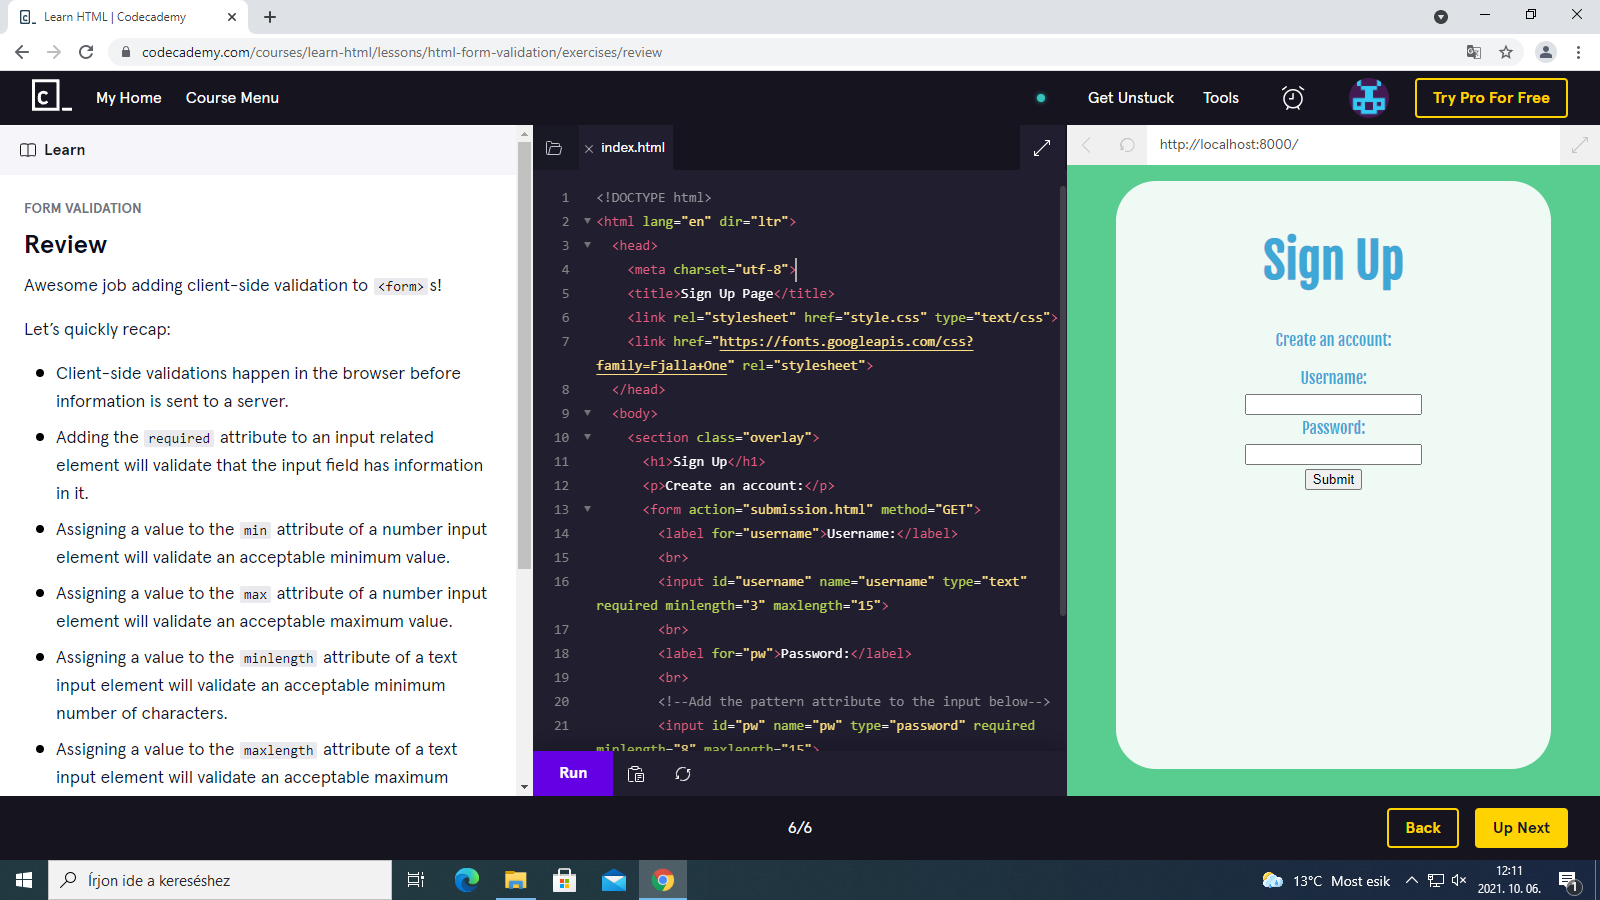 Learn HTML | Codecademy
codecademy.com/courses/learn-html/lessons/html-form-validation/exercises/review
c_
My Home
Course Menu
Get Unstuck
Tools
Try Pro For Free
Learn
FORM VALIDATION
Review
Awesome job adding client-side validation to <form> s!
Let's quickly recap:
Client-side validations happen in the browser before
information is sent to a server.
Adding the required attribute to an input related
element will validate that the input field has information
in it.
Assigning a value to the min attribute of a number input
element will validate an acceptable minimum value.
Assigning a value to the max attribute of a number input
element will validate an acceptable maximum value.
Assigning a value to the minlength attribute of a text
input element will validate an acceptable minimum
number of characters.
Assigning a value to the maxlength attribute of a text
input element will validate an acceptable maximum
index.html
1 <!DOCTYPE html>
2 <html lang="en" dir="ltr">
3 <head>
4 <meta charset="utf-8">
5 <title>Sign Up Page</title>
6 <link rel="stylesheet" href="style.css" type="text/css">
7 <link href="https://fonts.googleapis.com/css?
family=Fjalla+One" rel="stylesheet">
8 </head>
9 <body>
10 <section class="overlay">
11 <h1>Sign Up</h1>
12 <p>Create an account:</p>
13 <form action="submission.html" method="GET">
14 <label for="username">Username:</label>
15 <br>
16 <input id="username" name="username" type="text"
required minlength="3" maxlength="15">
17 <br>
18 <label for="pw">Password:</label>
19 <br>
20 <!--Add the pattern attribute to the input below-->
21 <input id="pw" name="pw" type="password" required
minlength="8" maxlength="15">
Run
http://localhost:8000/
Sign Up
Create an account:
Username:
Password:
Submit
6/6
Back
Up Next
Írjon ide a kereséshez
13°C Most esik
12:11
2021. 10. 06.
1